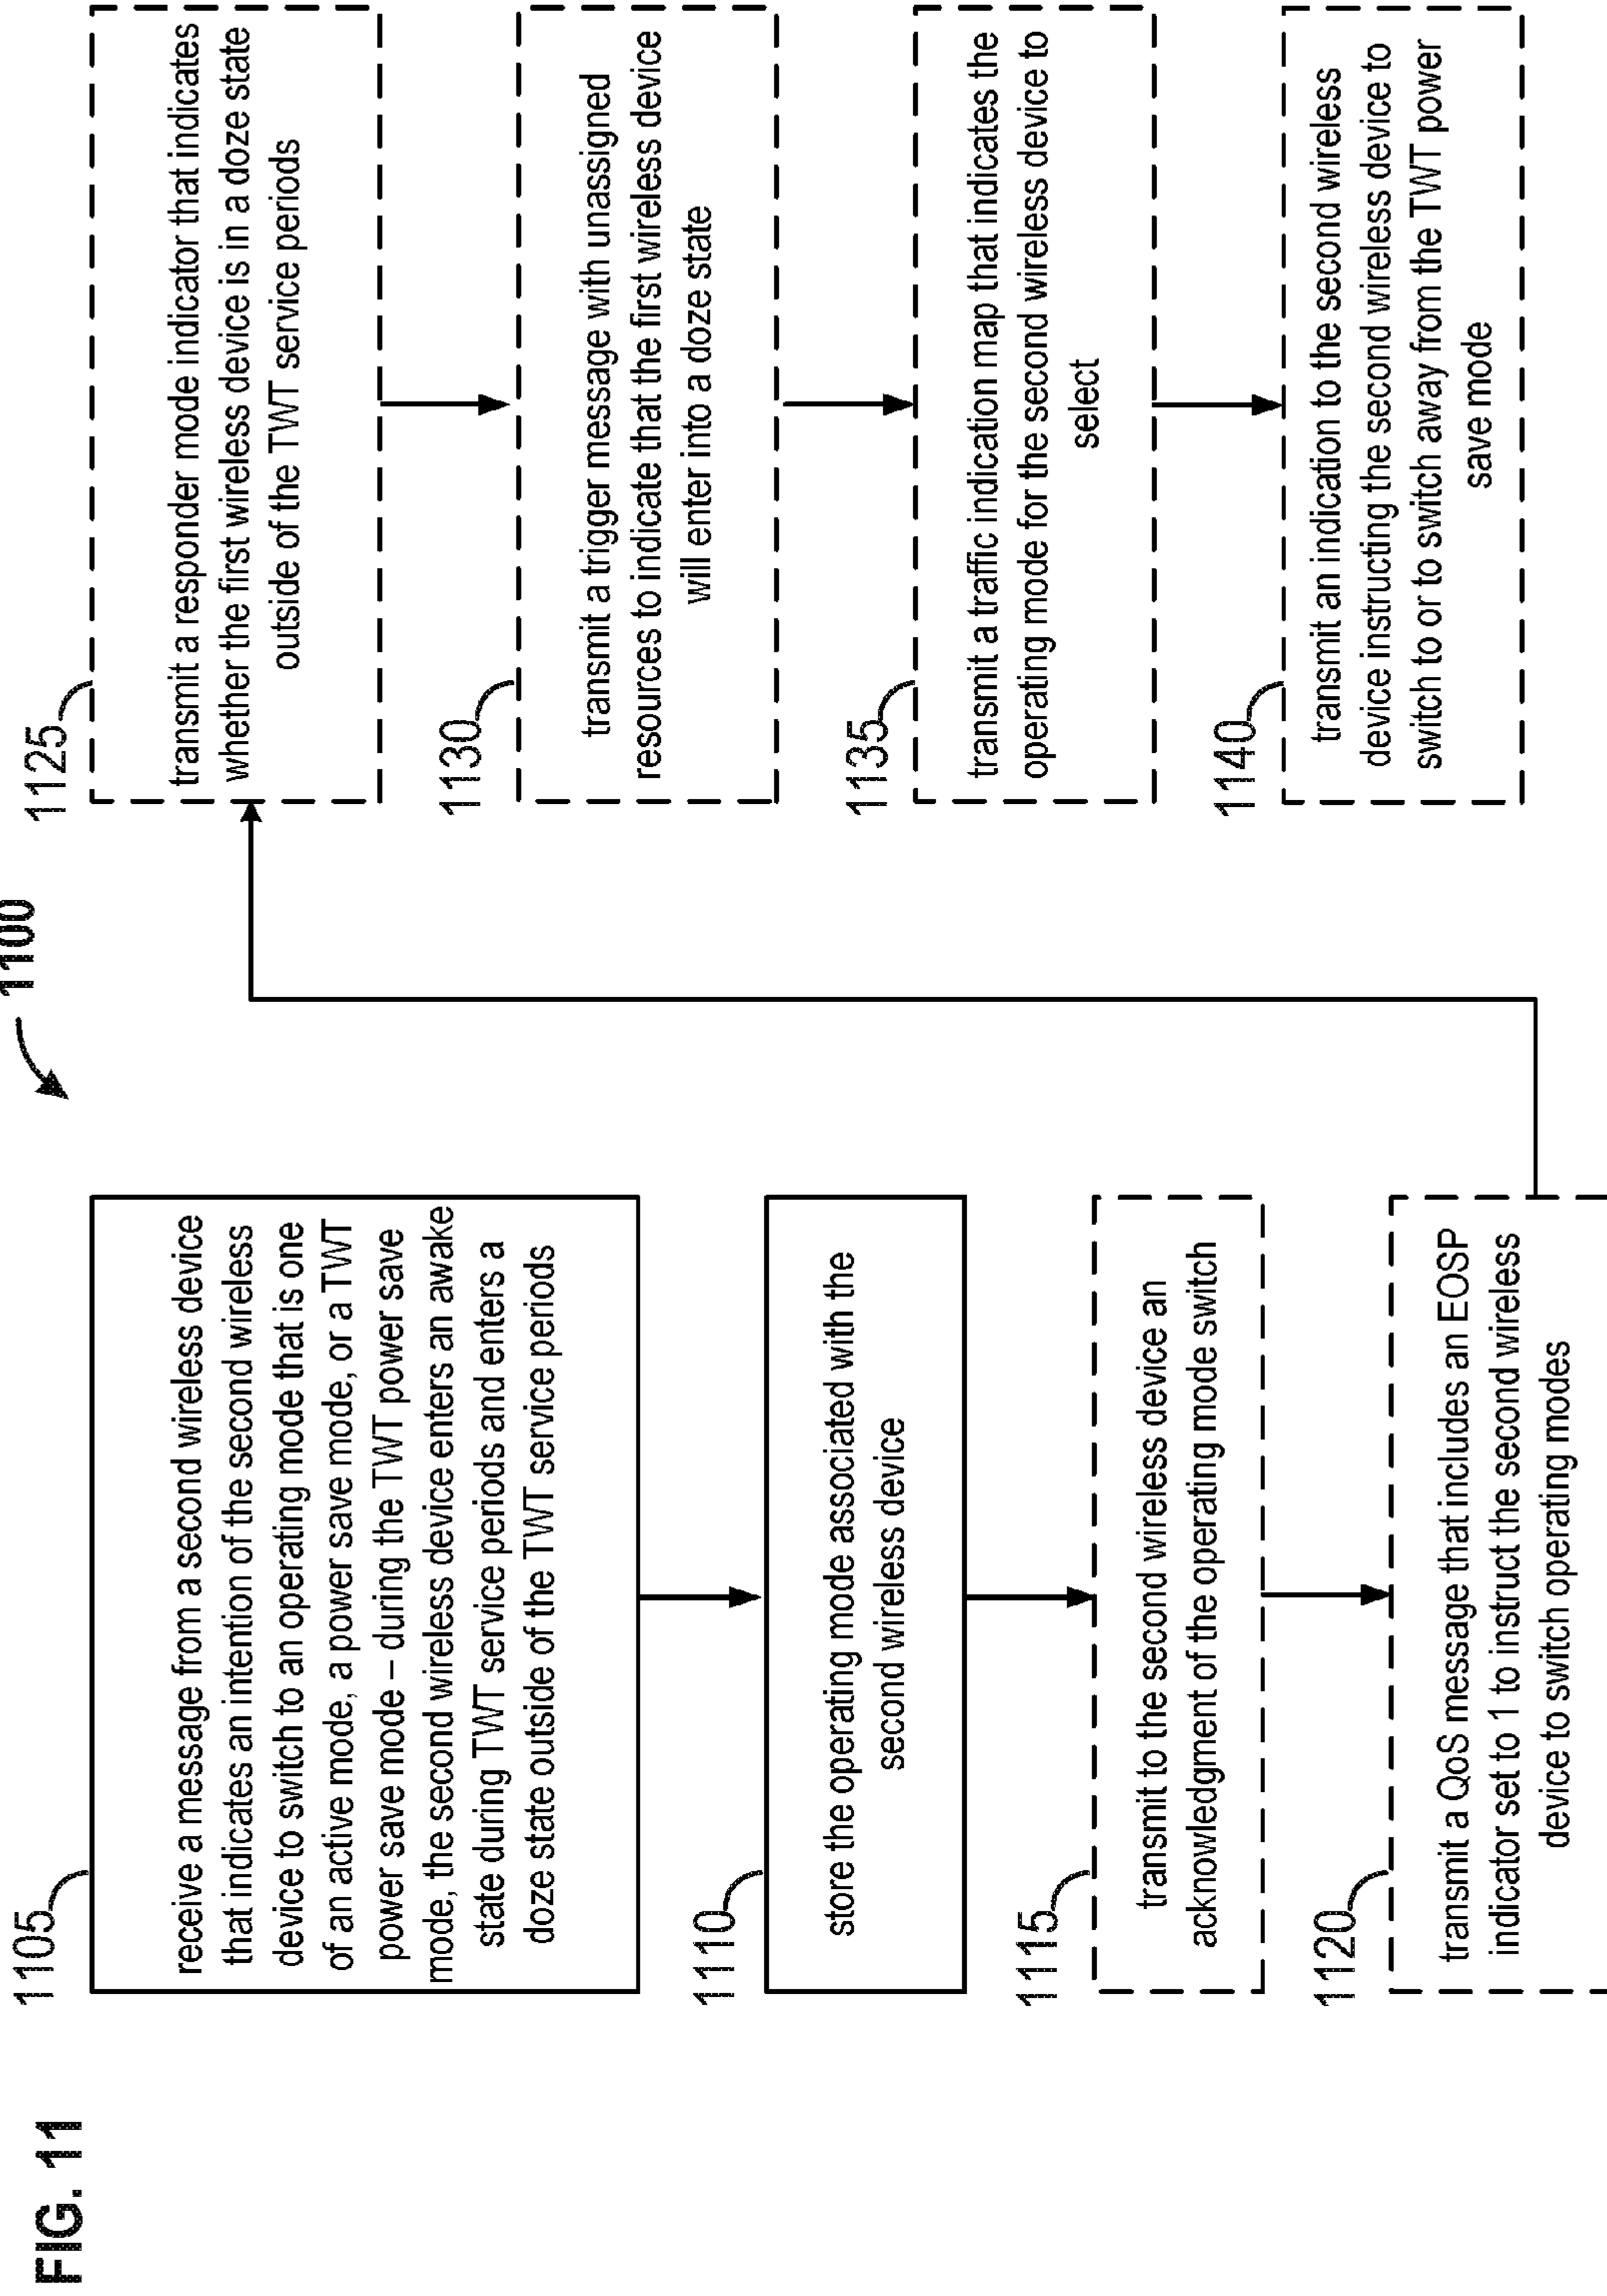 FIG. 11
1100
1105
receive a message from a second wireless device
that indicates an intention of the second wireless
device to switch to an operating mode that is one
of an active mode, a power save mode, or a TWT
power save mode – during the TWT power save
mode, the second wireless device enters an awake
state during TWT service periods and enters a
doze state outside of the TWT service periods
1110
store the operating mode associated with the
second wireless device
1115
transmit to the second wireless device an
acknowledgment of the operating mode switch
1120
transmit a QoS message that includes an EOSP
indicator set to 1 to instruct the second wireless
device to switch operating modes
1125
transmit a responder mode indicator that indicates
whether the first wireless device is in a doze state
outside of the TWT service periods
1130
transmit a trigger message with unassigned
resources to indicate that the first wireless device
will enter into a doze state
1135
transmit a traffic indication map that indicates the
operating mode for the second wireless device to
select
1140
transmit an indication to the second wireless
device instructing the second wireless device to
switch to or to switch away from the TWT power
save mode